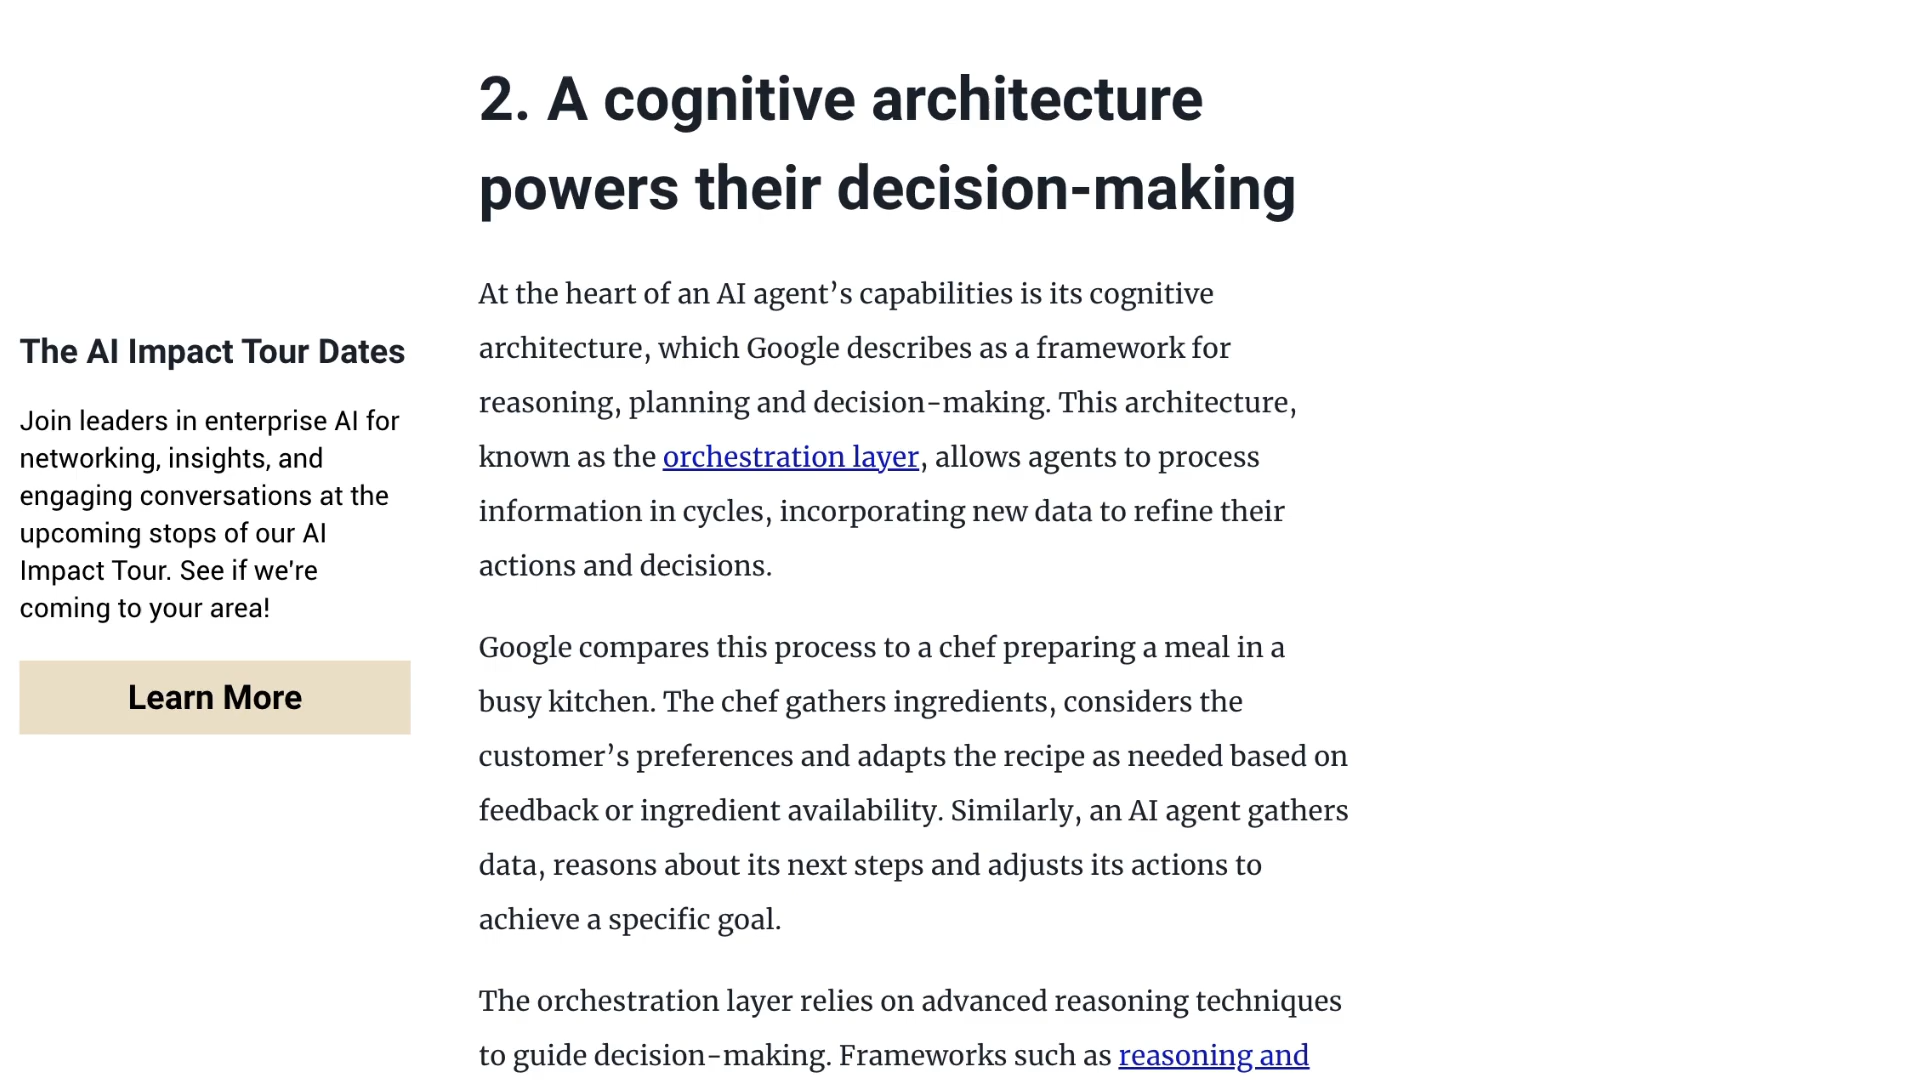 2. A cognitive architecture
powers their decision-making
At the heart of an AI agent’s capabilities is its cognitive
architecture, which Google describes as a framework for
reasoning, planning and decision-making. This architecture,
known as the orchestration layer, allows agents to process
information in cycles, incorporating new data to refine their
actions and decisions.
Google compares this process to a chef preparing a meal in a
busy kitchen. The chef gathers ingredients, considers the
customer’s preferences and adapts the recipe as needed based on
feedback or ingredient availability. Similarly, an AI agent gathers
data, reasons about its next steps and adjusts its actions to
achieve a specific goal.
The orchestration layer relies on advanced reasoning techniques
to guide decision-making. Frameworks such as reasoning and
The AI Impact Tour Dates
Join leaders in enterprise AI for
networking, insights, and
engaging conversations at the
upcoming stops of our AI
Impact Tour. See if we're
coming to your area!
Learn More